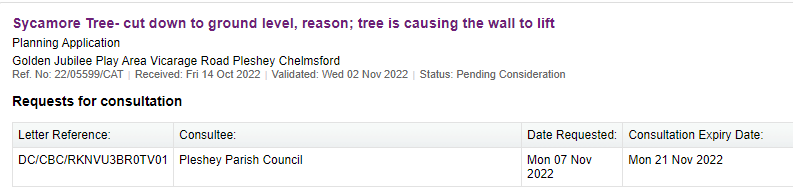 Sycamore Tree- cut down to ground level, reason; tree is causing the wall to lift
Planning Application
Golden Jubilee Play Area Vicarage Road Pleshey Chelmsford
Ref. No: 22/05599/CAT | Received: Fri 14 Oct 2022 | Validated: Wed 02 Nov 2022 | Status: Pending Consideration
Requests for consultation
Letter Reference: Consultee: Date Requested: Consultation Expiry Date:
DC/CBC/RKNVU3BR0TV01 Pleshey Parish Council Mon 07 Nov Mon 21 Nov 2022
2022